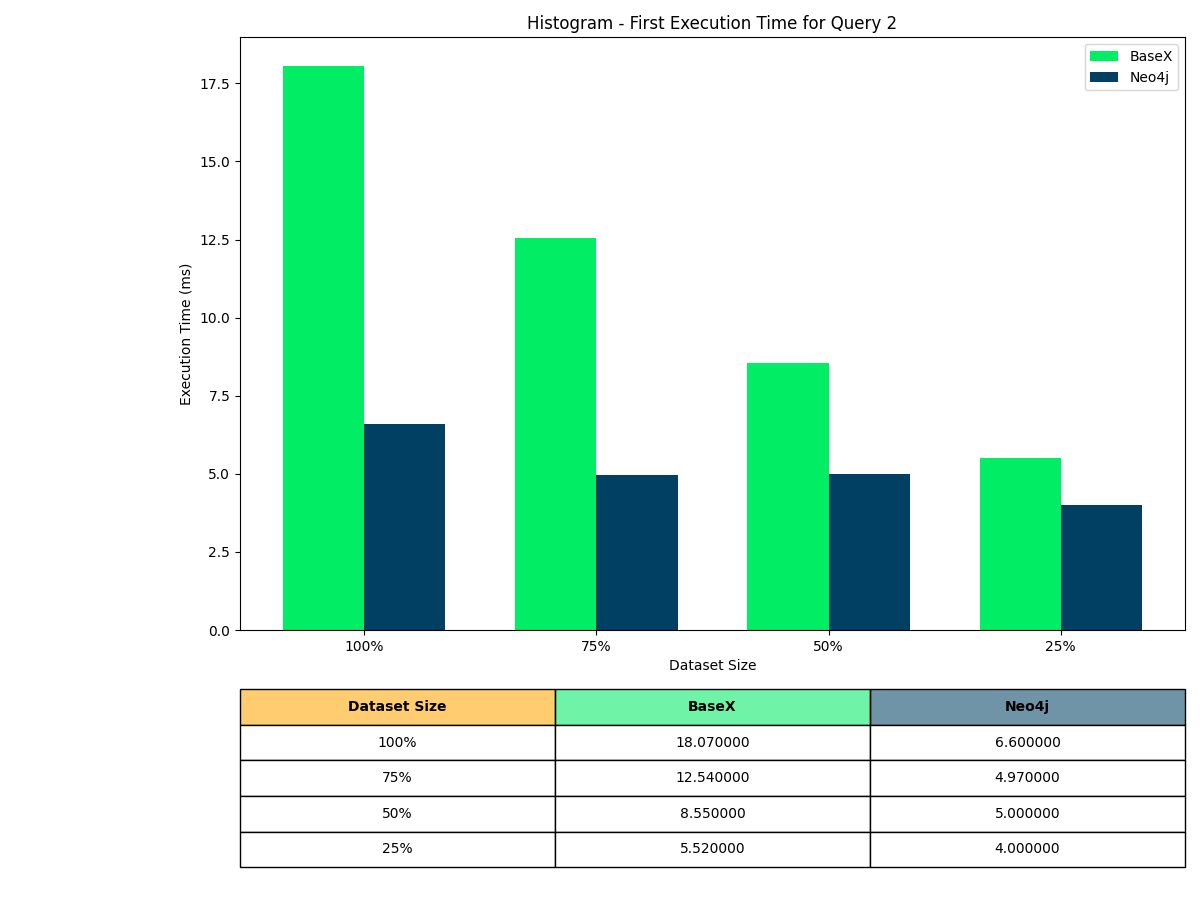 Histogram - First Execution Time for Query 2
BaseX
Neo4j
17.5
15.0
12.5
10.0
7.5
5.0
2.5
0.0
Execution Time (ms)
100% 75% 50% 25%
Dataset Size
Dataset Size BaseX Neo4j
100% 18.070000 6.600000
75% 12.540000 4.970000
50% 8.550000 5.000000
25% 5.520000 4.000000